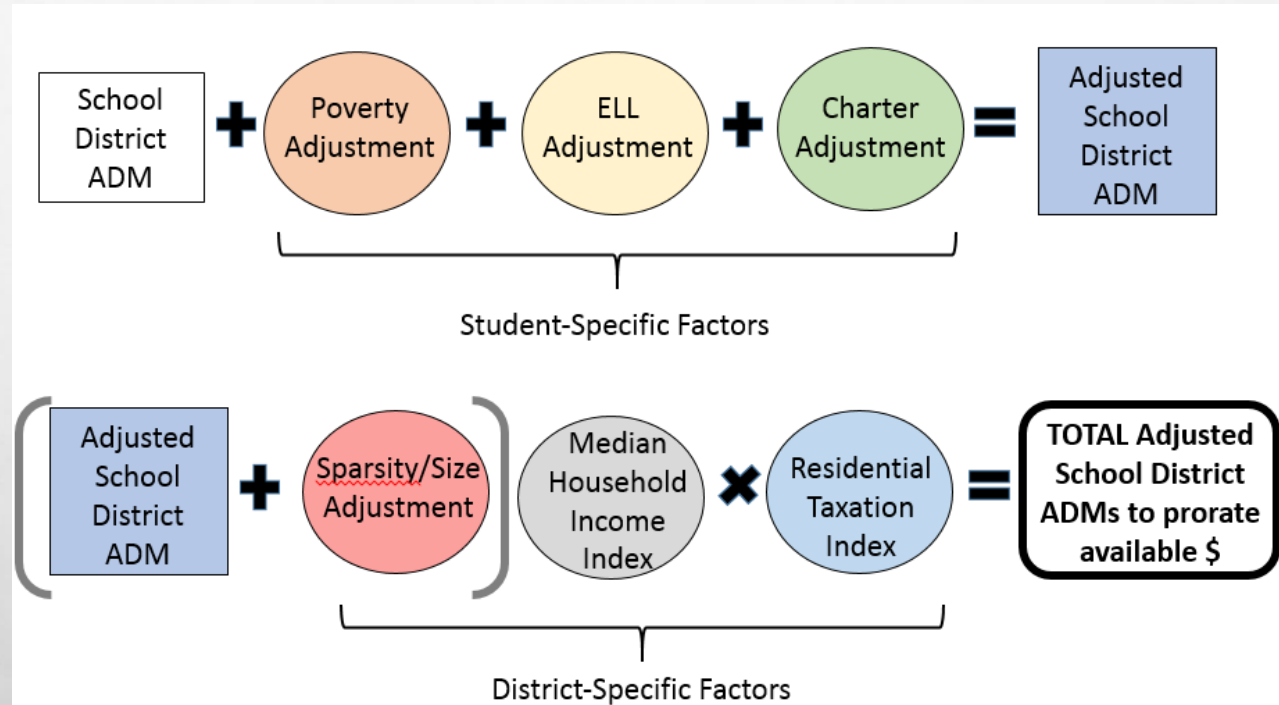 School
District
ADM
Poverty
Adjustment
ELL
Adjustment
Charter
Adjustment
Adjusted
School
District
ADM
Student-Specific Factors
Adjusted
School
District
ADM
Sparsity/Size
Adjustment
Median
Household
Income
Index
Residential
Taxation
Index
TOTAL Adjusted
School District
ADMs to prorate
available $
District-Specific Factors